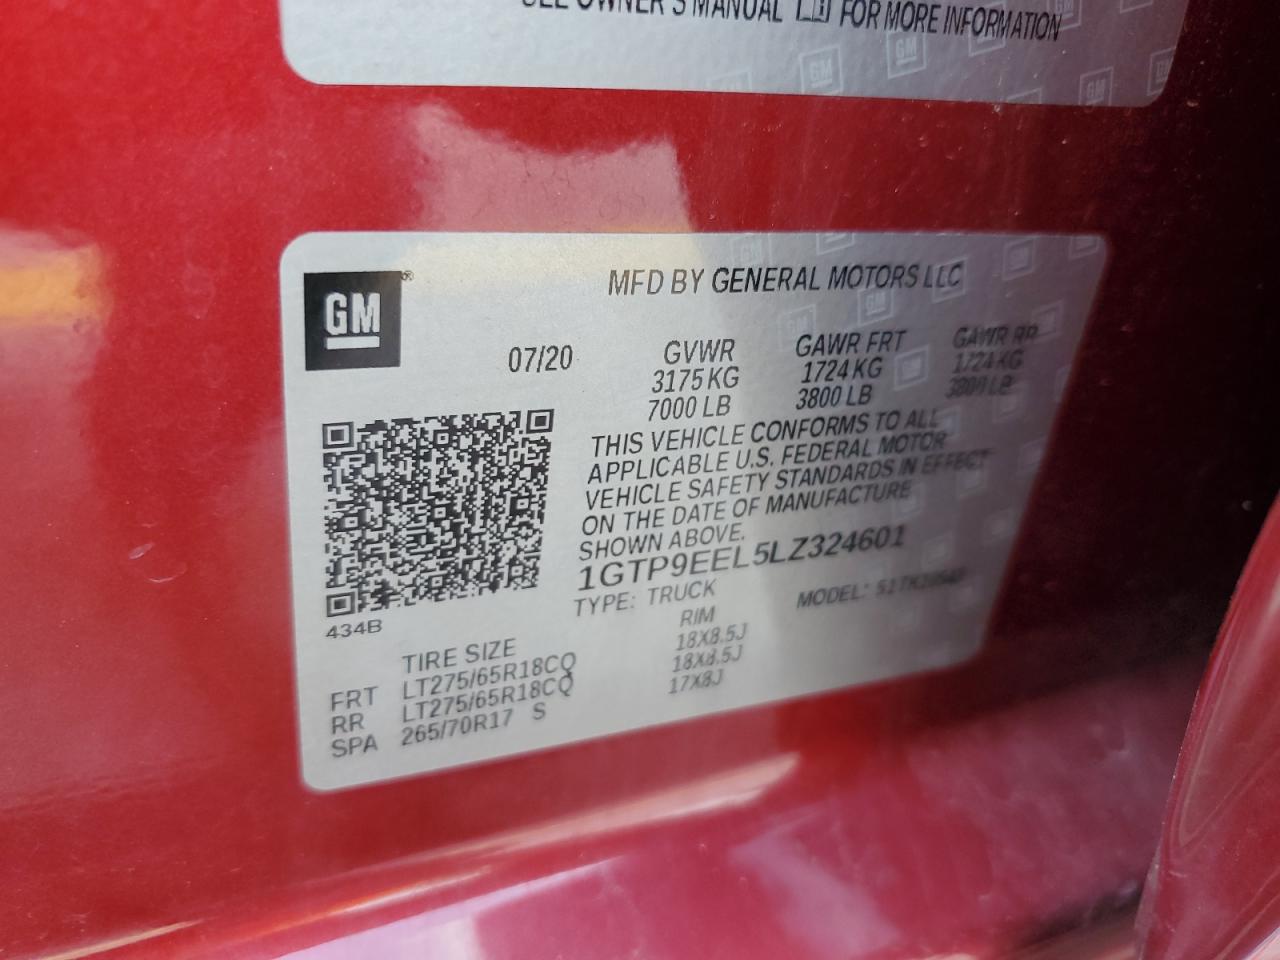 SEE OWNER'S MANUAL FOR MORE INFORMATION
GM
MFD BY GENERAL MOTORS LLC
07/20
GVWR GAWR FRT GAWR RR
3175 KG 1724 KG 1724 KG
7000 LB 3800 LB 3800 LB
THIS VEHICLE CONFORMS TO ALL
APPLICABLE U.S. FEDERAL MOTOR
VEHICLE SAFETY STANDARDS IN EFFECT
ON THE DATE OF MANUFACTURE
SHOWN ABOVE.
1GTP9EEL5LZ324601
TYPE: TRUCK MODEL:
434B
TIRE SIZE RIM
FRT LT275/65R18CQ 18X8.5J
RR LT275/65R18CQ 18X8.5J
SPA 265/70R17 S 17X8J